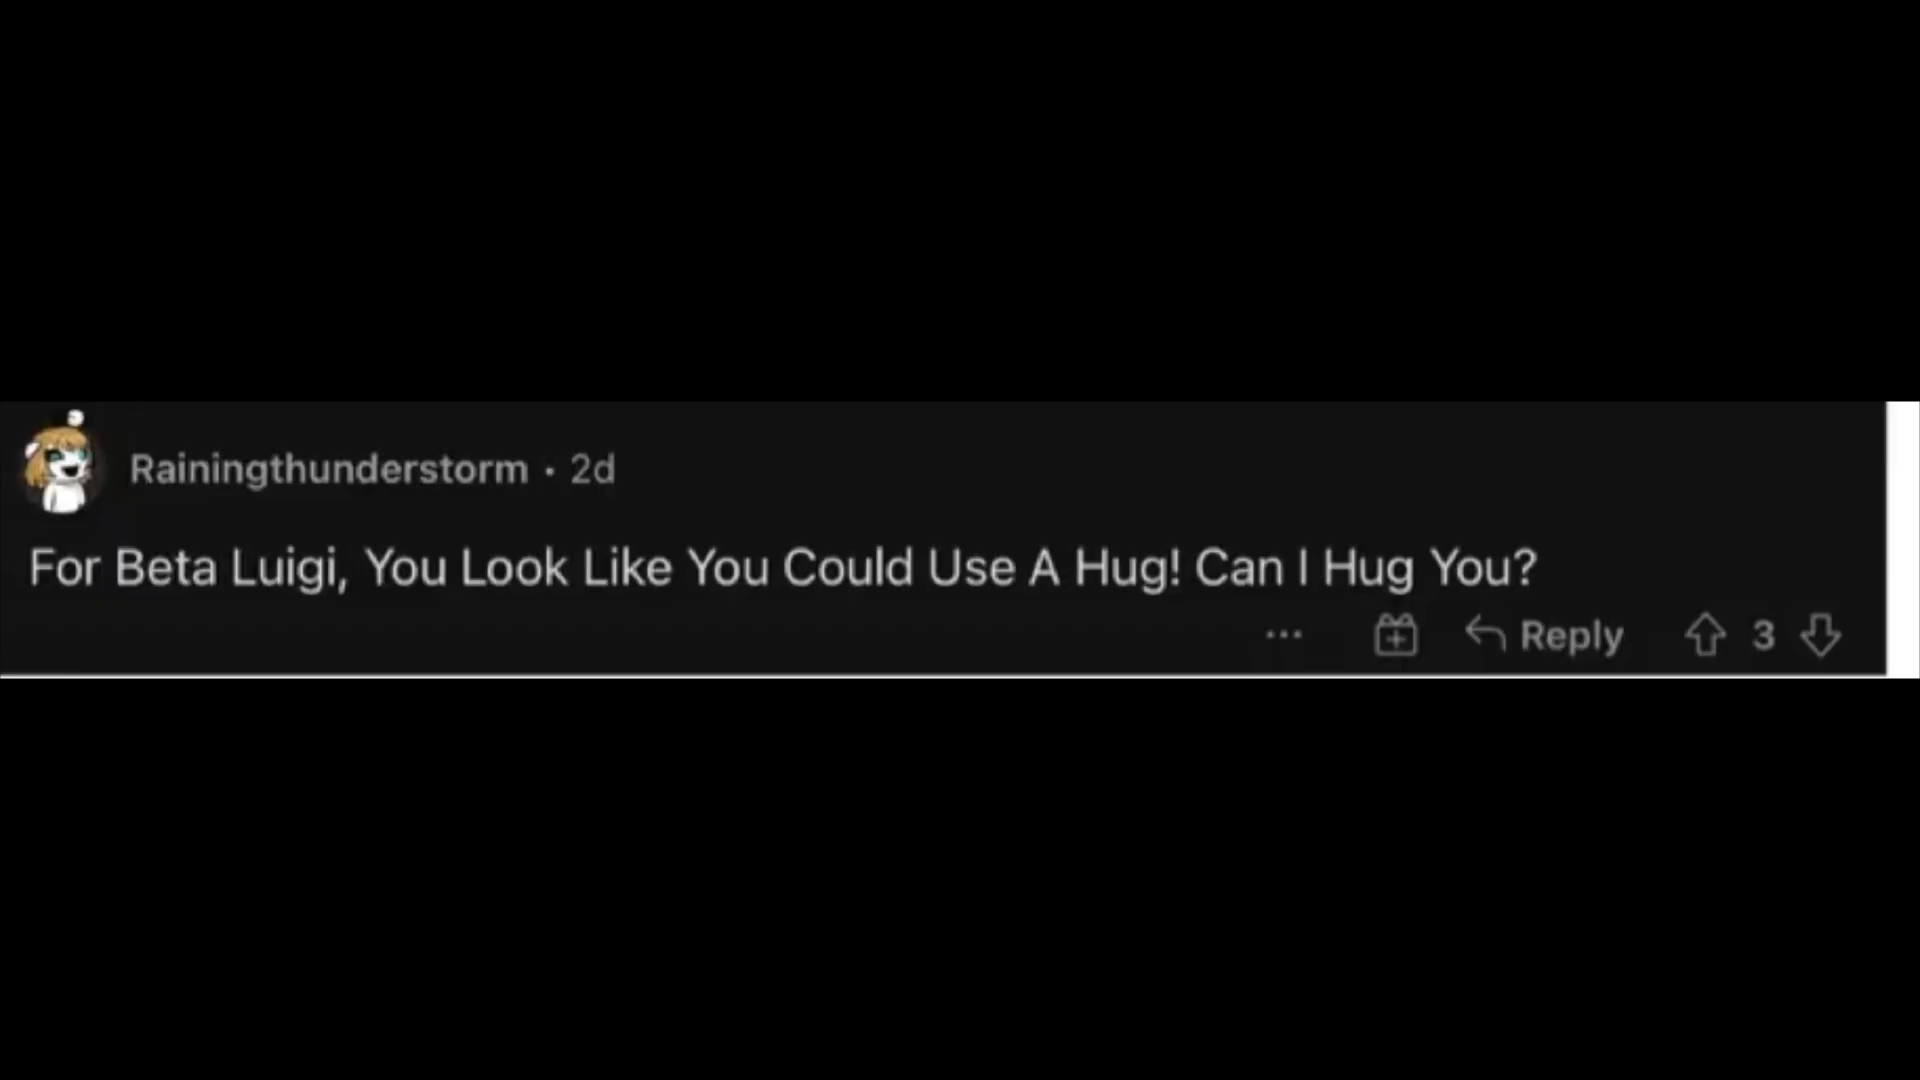 Rainingthunderstorm · 2d
For Beta Luigi, You Look Like You Could Use A Hug! Can I Hug You?
... Reply 3